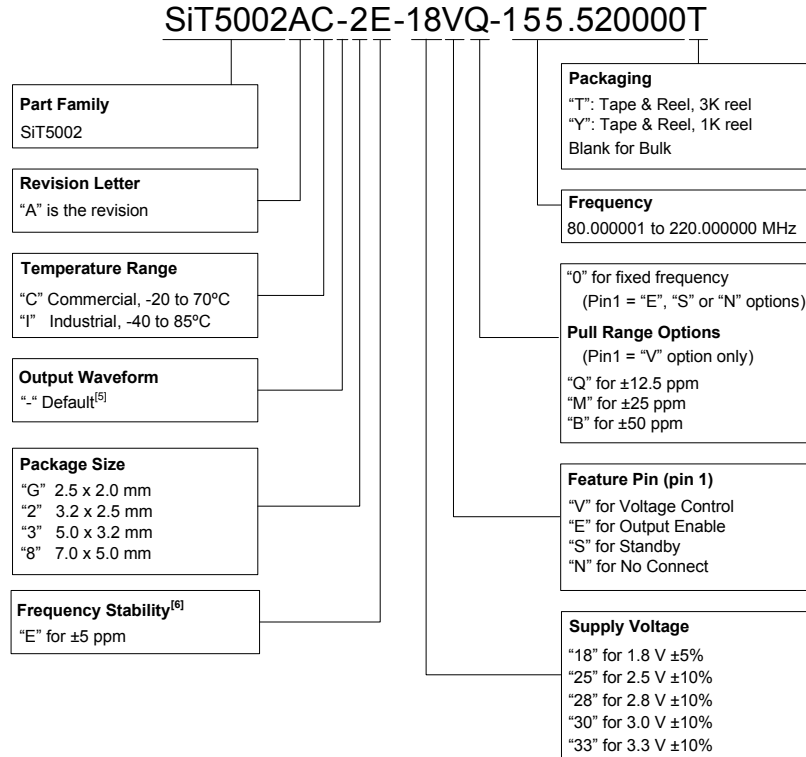 SiT5002AC-2E-18VQ-155.520000T
Part Family
SiT5002
Revision Letter
“A” is the revision
Temperature Range
“C” Commercial, -20 to 70ºC
“I” Industrial, -40 to 85ºC
Output Waveform
“-“ Default[5]
Package Size
“G” 2.5 x 2.0 mm
“2” 3.2 x 2.5 mm
“3” 5.0 x 3.2 mm
“8” 7.0 x 5.0 mm
Frequency Stability[6]
“E” for ±5 ppm
Packaging
“T”: Tape & Reel, 3K reel
“Y”: Tape & Reel, 1K reel
Blank for Bulk
Frequency
80.000001 to 220.000000 MHz
“0” for fixed frequency
(Pin1 = “E”, “S” or “N” options)
Pull Range Options
(Pin1 = “V” option only)
“Q” for ±12.5 ppm
“M” for ±25 ppm
“B” for ±50 ppm
Feature Pin (pin 1)
“V” for Voltage Control
“E” for Output Enable
“S” for Standby
“N” for No Connect
Supply Voltage
“18” for 1.8 V ±5%
“25” for 2.5 V ±10%
“28” for 2.8 V ±10%
“30” for 3.0 V ±10%
“33” for 3.3 V ±10%